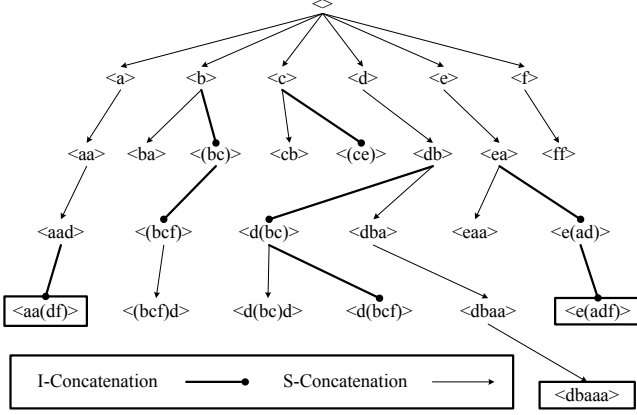 <>
<a> <b> <c> <d> <e> <f>
<aa> <ba> <(bc)> <cb> <(ce)> <db> <ea> <ff>
<aad> <(bcf)> <d(bc)> <dba> <eaa> <e(ad)>
<aa(df)> <(bcf)d> <d(bc)d> <d(bcf)> <dbaa> <e(adf)>
I-Concatenation S-Concatenation <dbaaa>